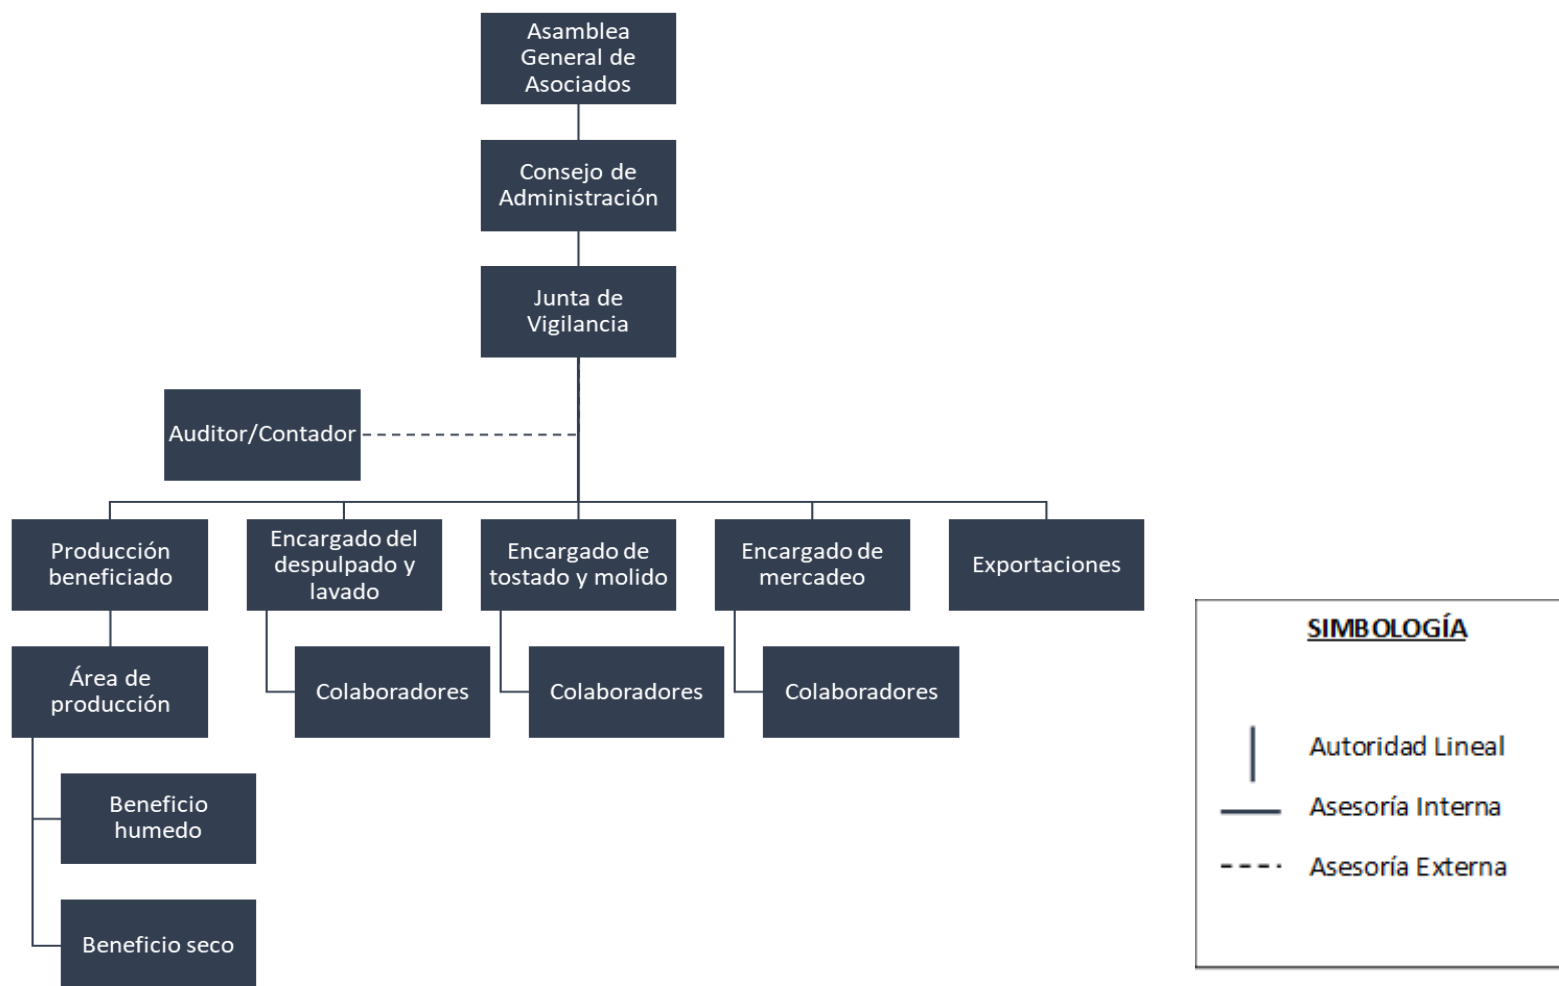 Asamblea
General de
Asociados
Consejo de
Administración
Junta de
Vigilancia
Auditor/Contador
Producción
beneficiado
Encargado del
despulpado y
lavado
Encargado de
tostado y molido
Encargado de
mercadeo
Exportaciones
Área de
producción
Colaboradores
Colaboradores
Colaboradores
Beneficio
humedo
Beneficio seco
SIMBOLOGÍA
Autoridad Lineal
Asesoría Interna
Asesoría Externa